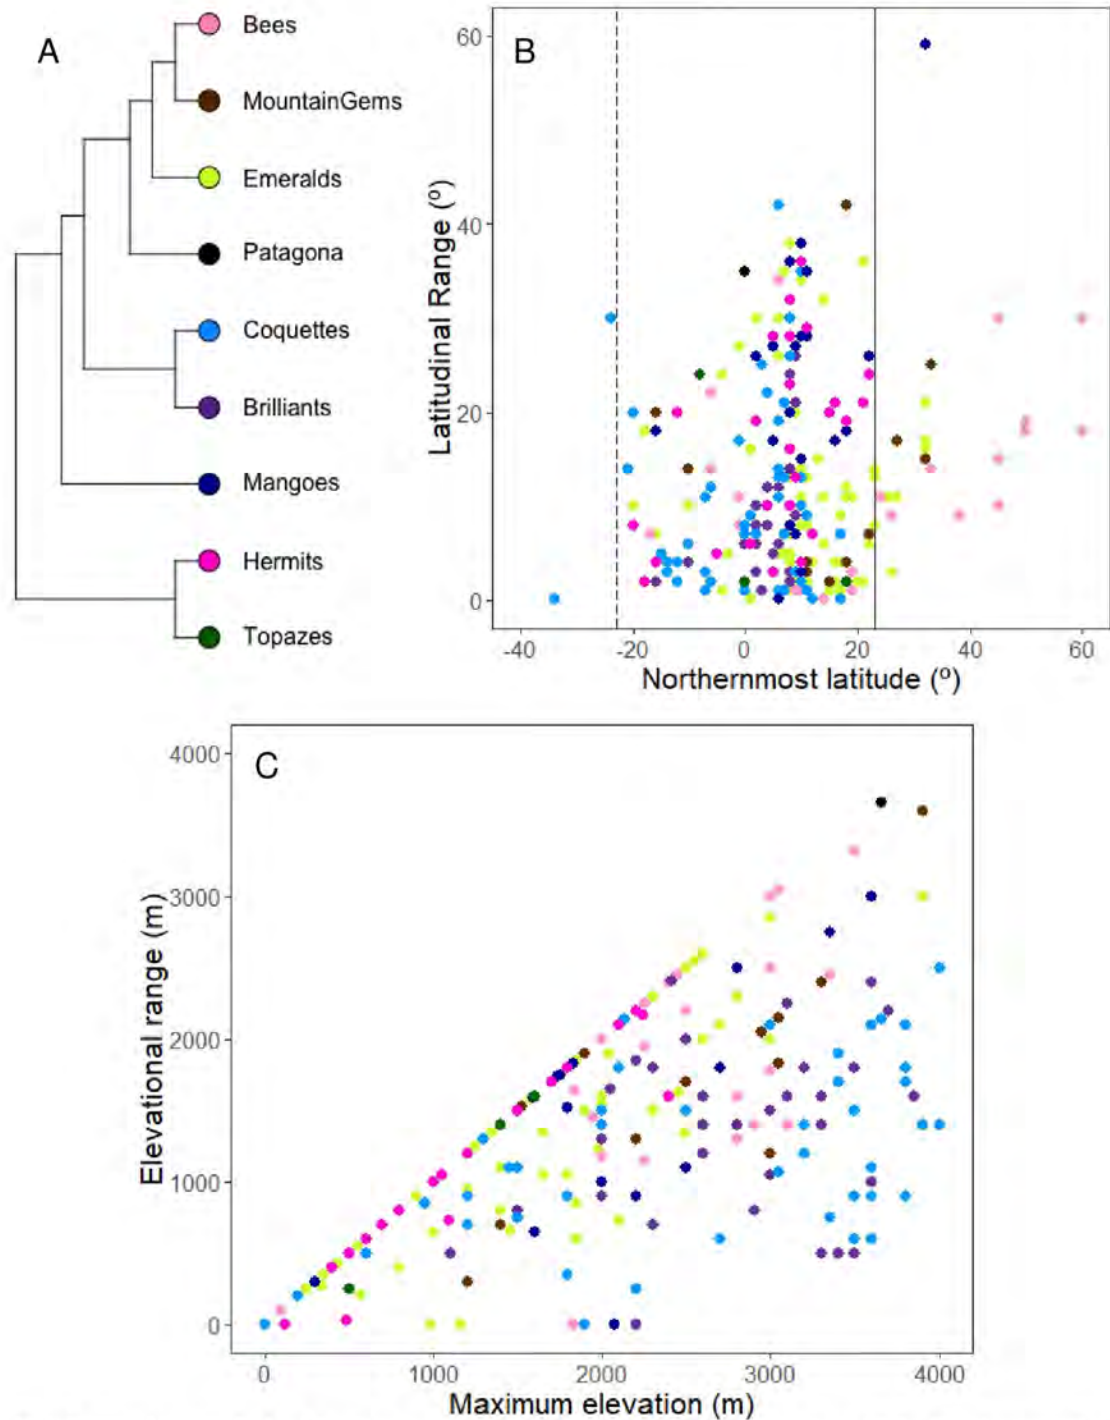 A
Bees
MountainGems
Emeralds
Patagona
Coquettes
Brilliants
Mangoes
Hermits
Topazes
B
Latitudinal Range (º)
60
40
20
0
-40 -20 0 20 40 60
Northernmost latitude (º)
C
Elevational range (m)
4000
3000
2000
1000
0
0 1000 2000 3000 4000
Maximum elevation (m)